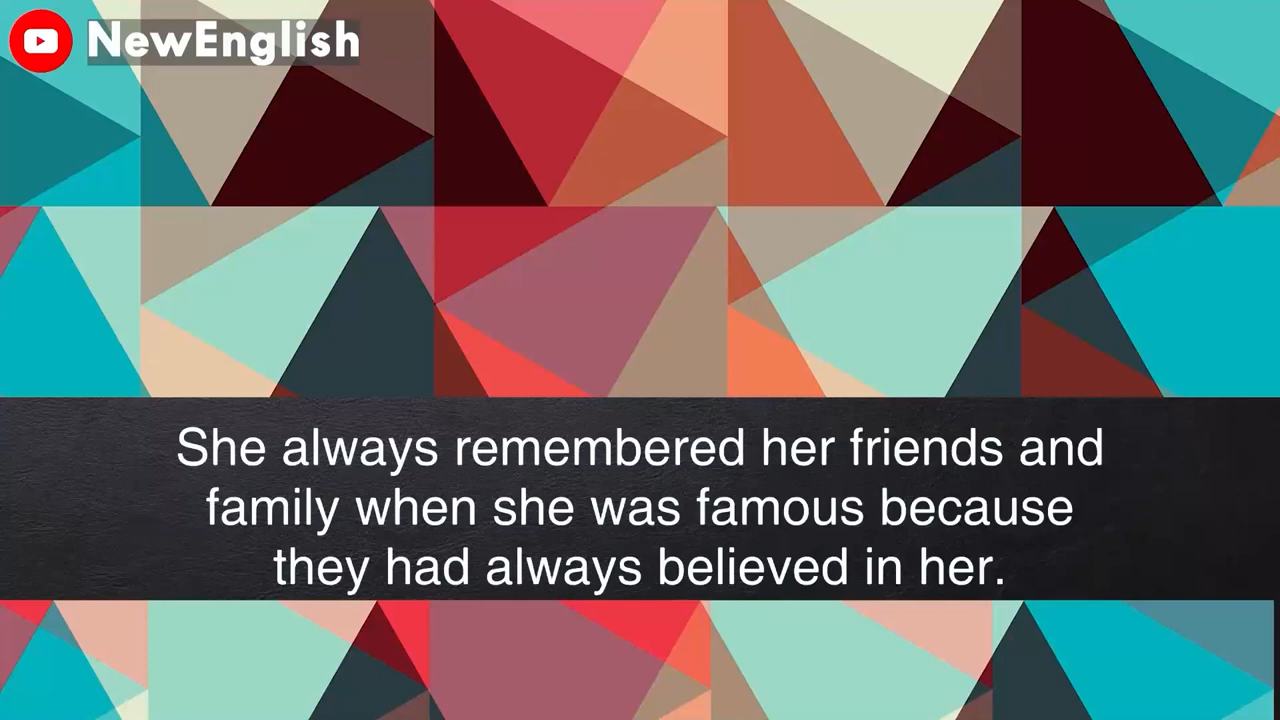 NewEnglish
She always remembered her friends and
family when she was famous because
they had always believed in her.